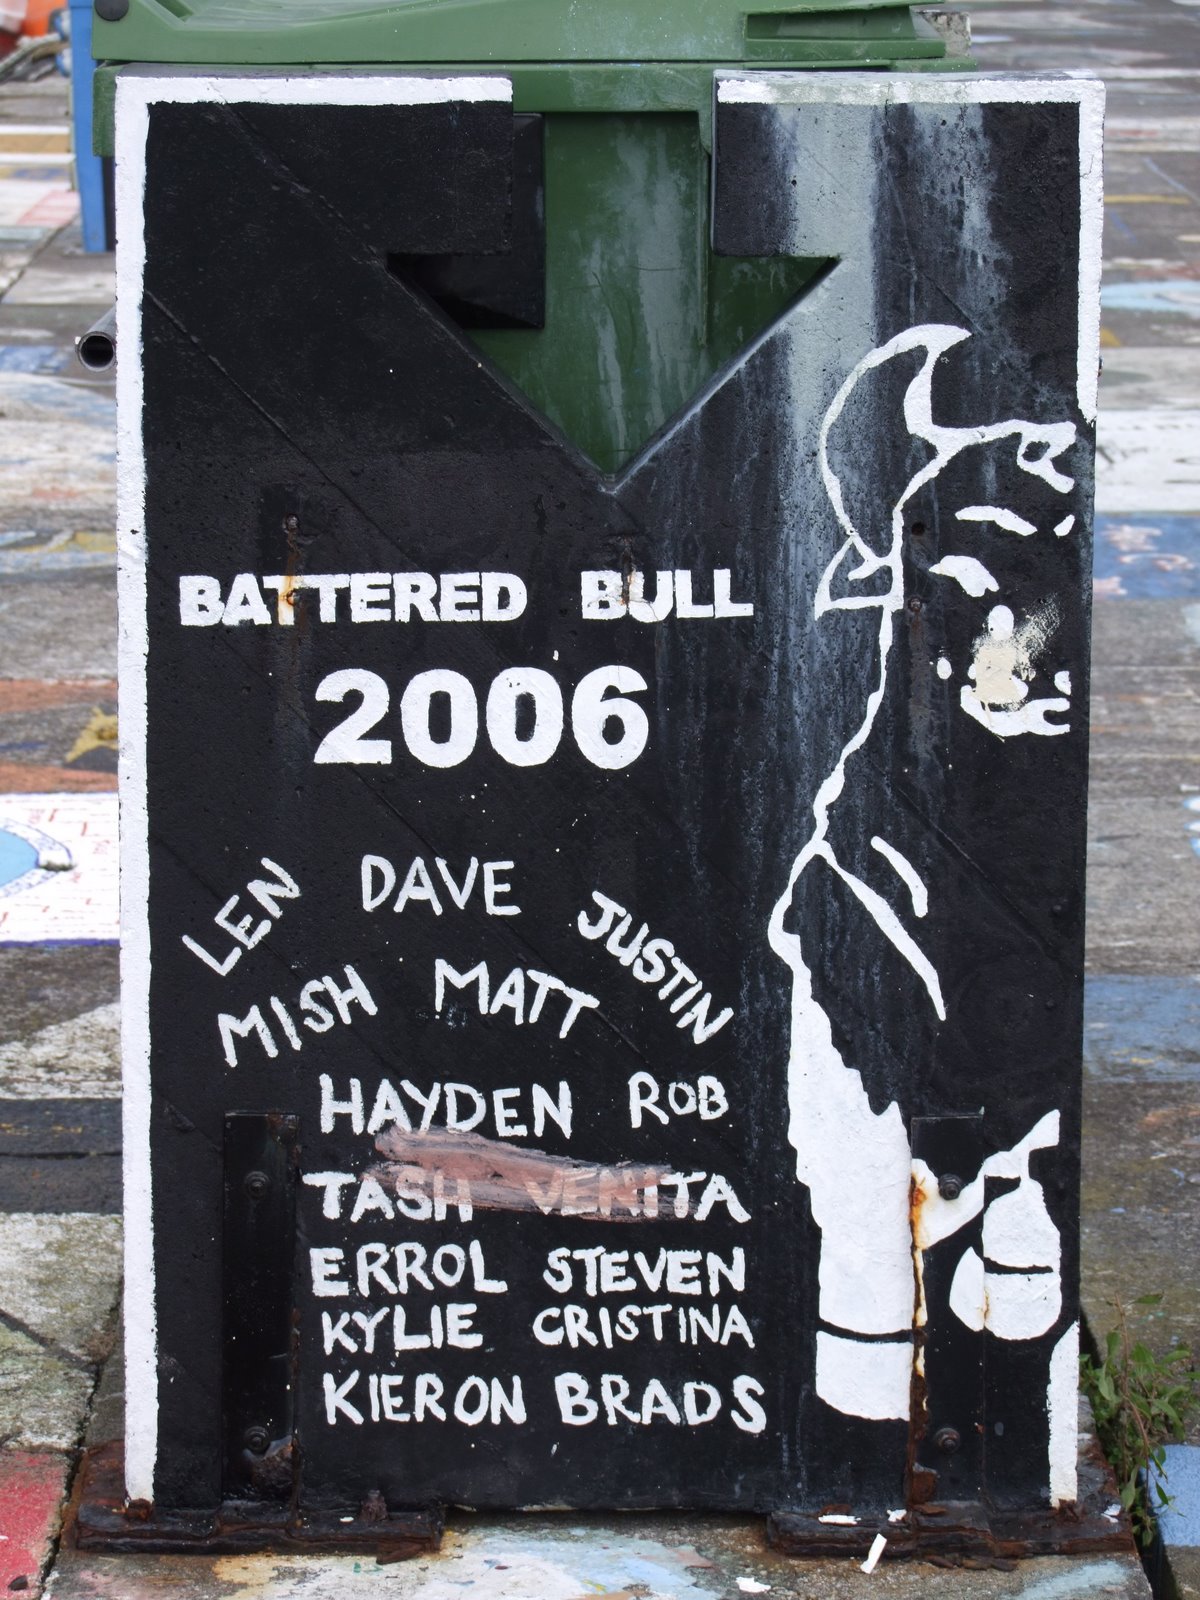 BATTERED BULL
2006
LEN DAVE JUSTIN
MISH MATT
HAYDEN ROB
TASH VENITA
ERROL STEVEN
KYLIE CRISTINA
KIERON BRADS